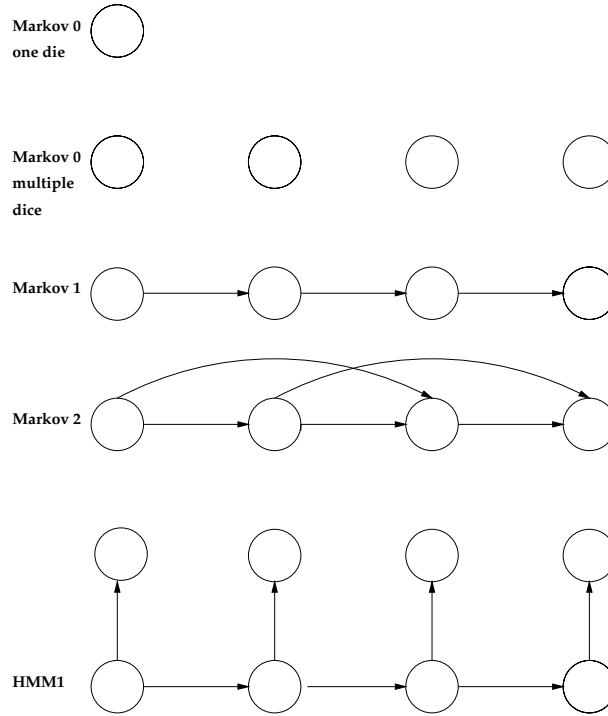 Markov 0
one die
Markov 0
multiple
dice
Markov 1
Markov 2
HMM1